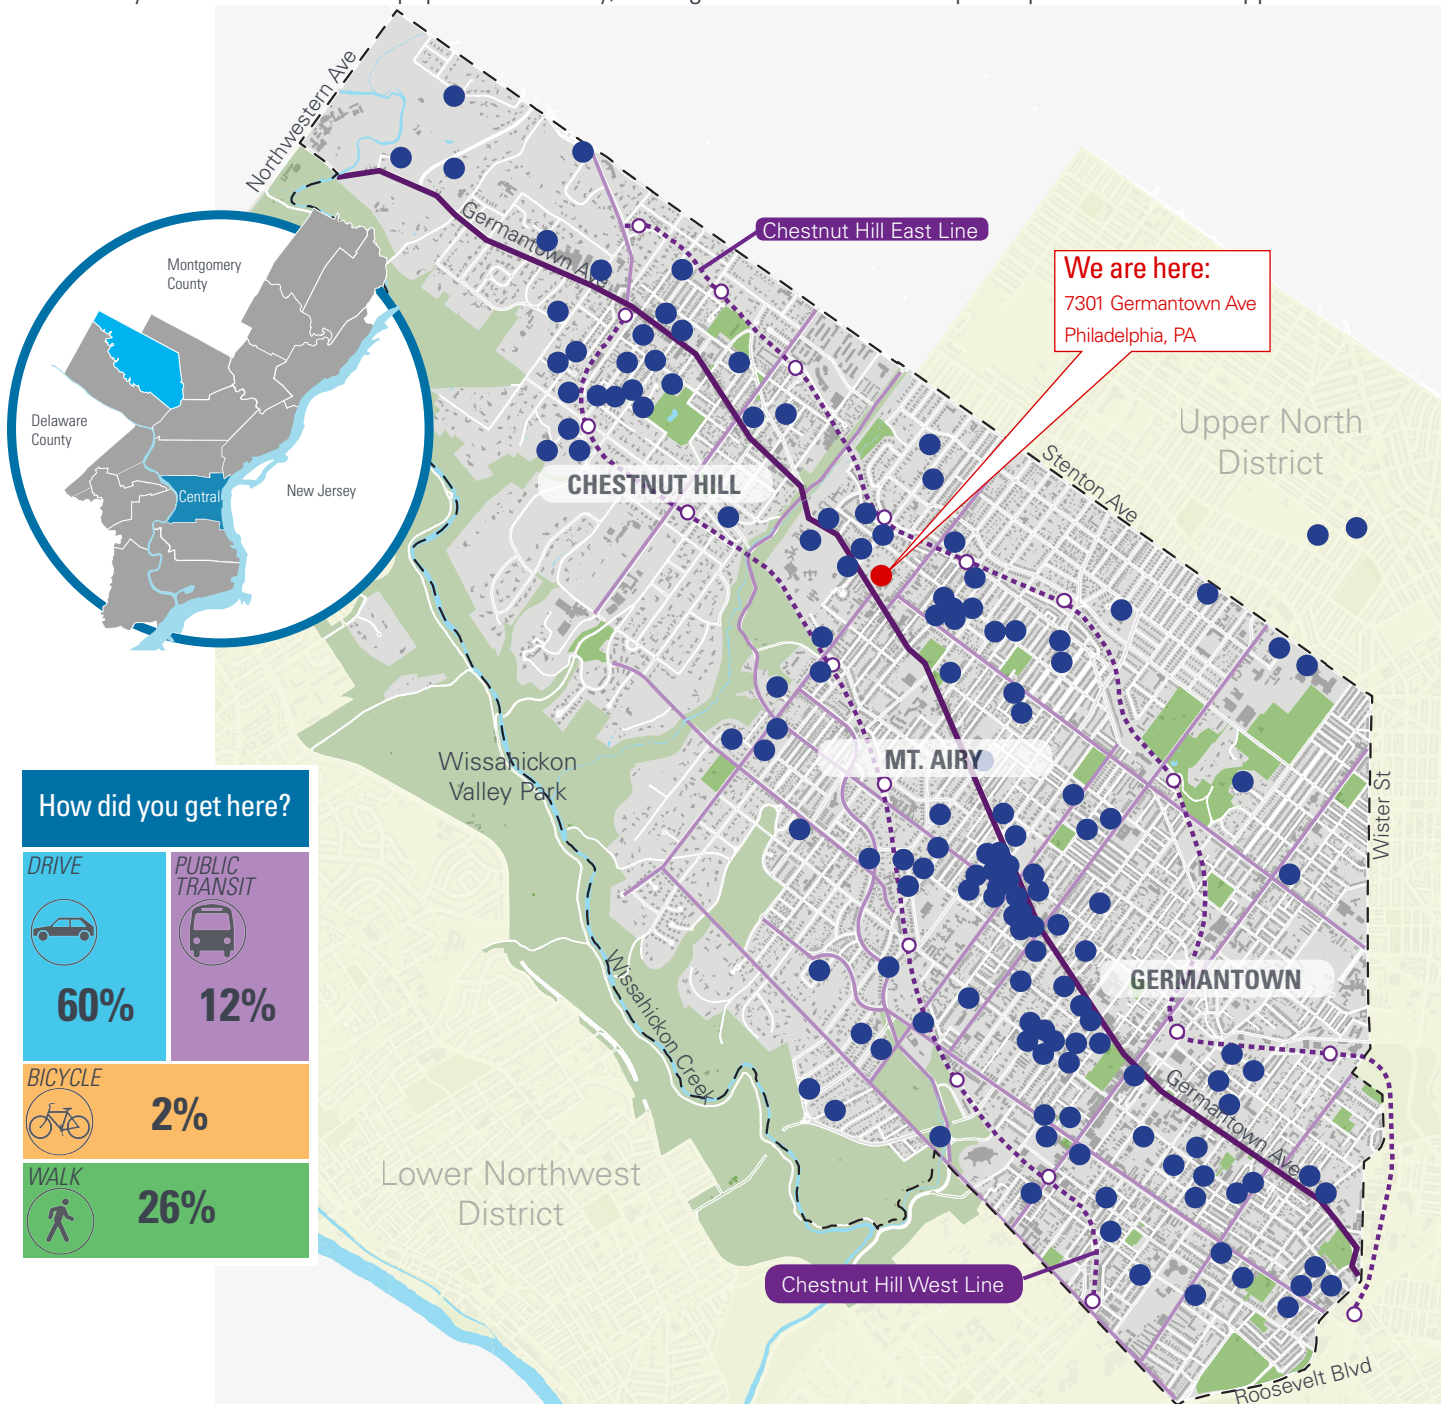 Northwestern Ave
Germantown Ave
Chestnut Hill East Line
We are here:
7301 Germantown Ave
Philadelphia, PA
Montgomery
County
Delaware
County
Central
New Jersey
Upper North
District
Stenton Ave
CHESTNUT HILL
Wissahickon
Valley Park
MT. AIRY
Wister St
How did you get here?
DRIVE
60%
PUBLIC
TRANSIT
12%
BICYCLE
2%
WALK
26%
Wissahickon Creek
GERMANTOWN
Germantown Ave
Lower Northwest
District
Chestnut Hill West Line
Roosevelt Blvd